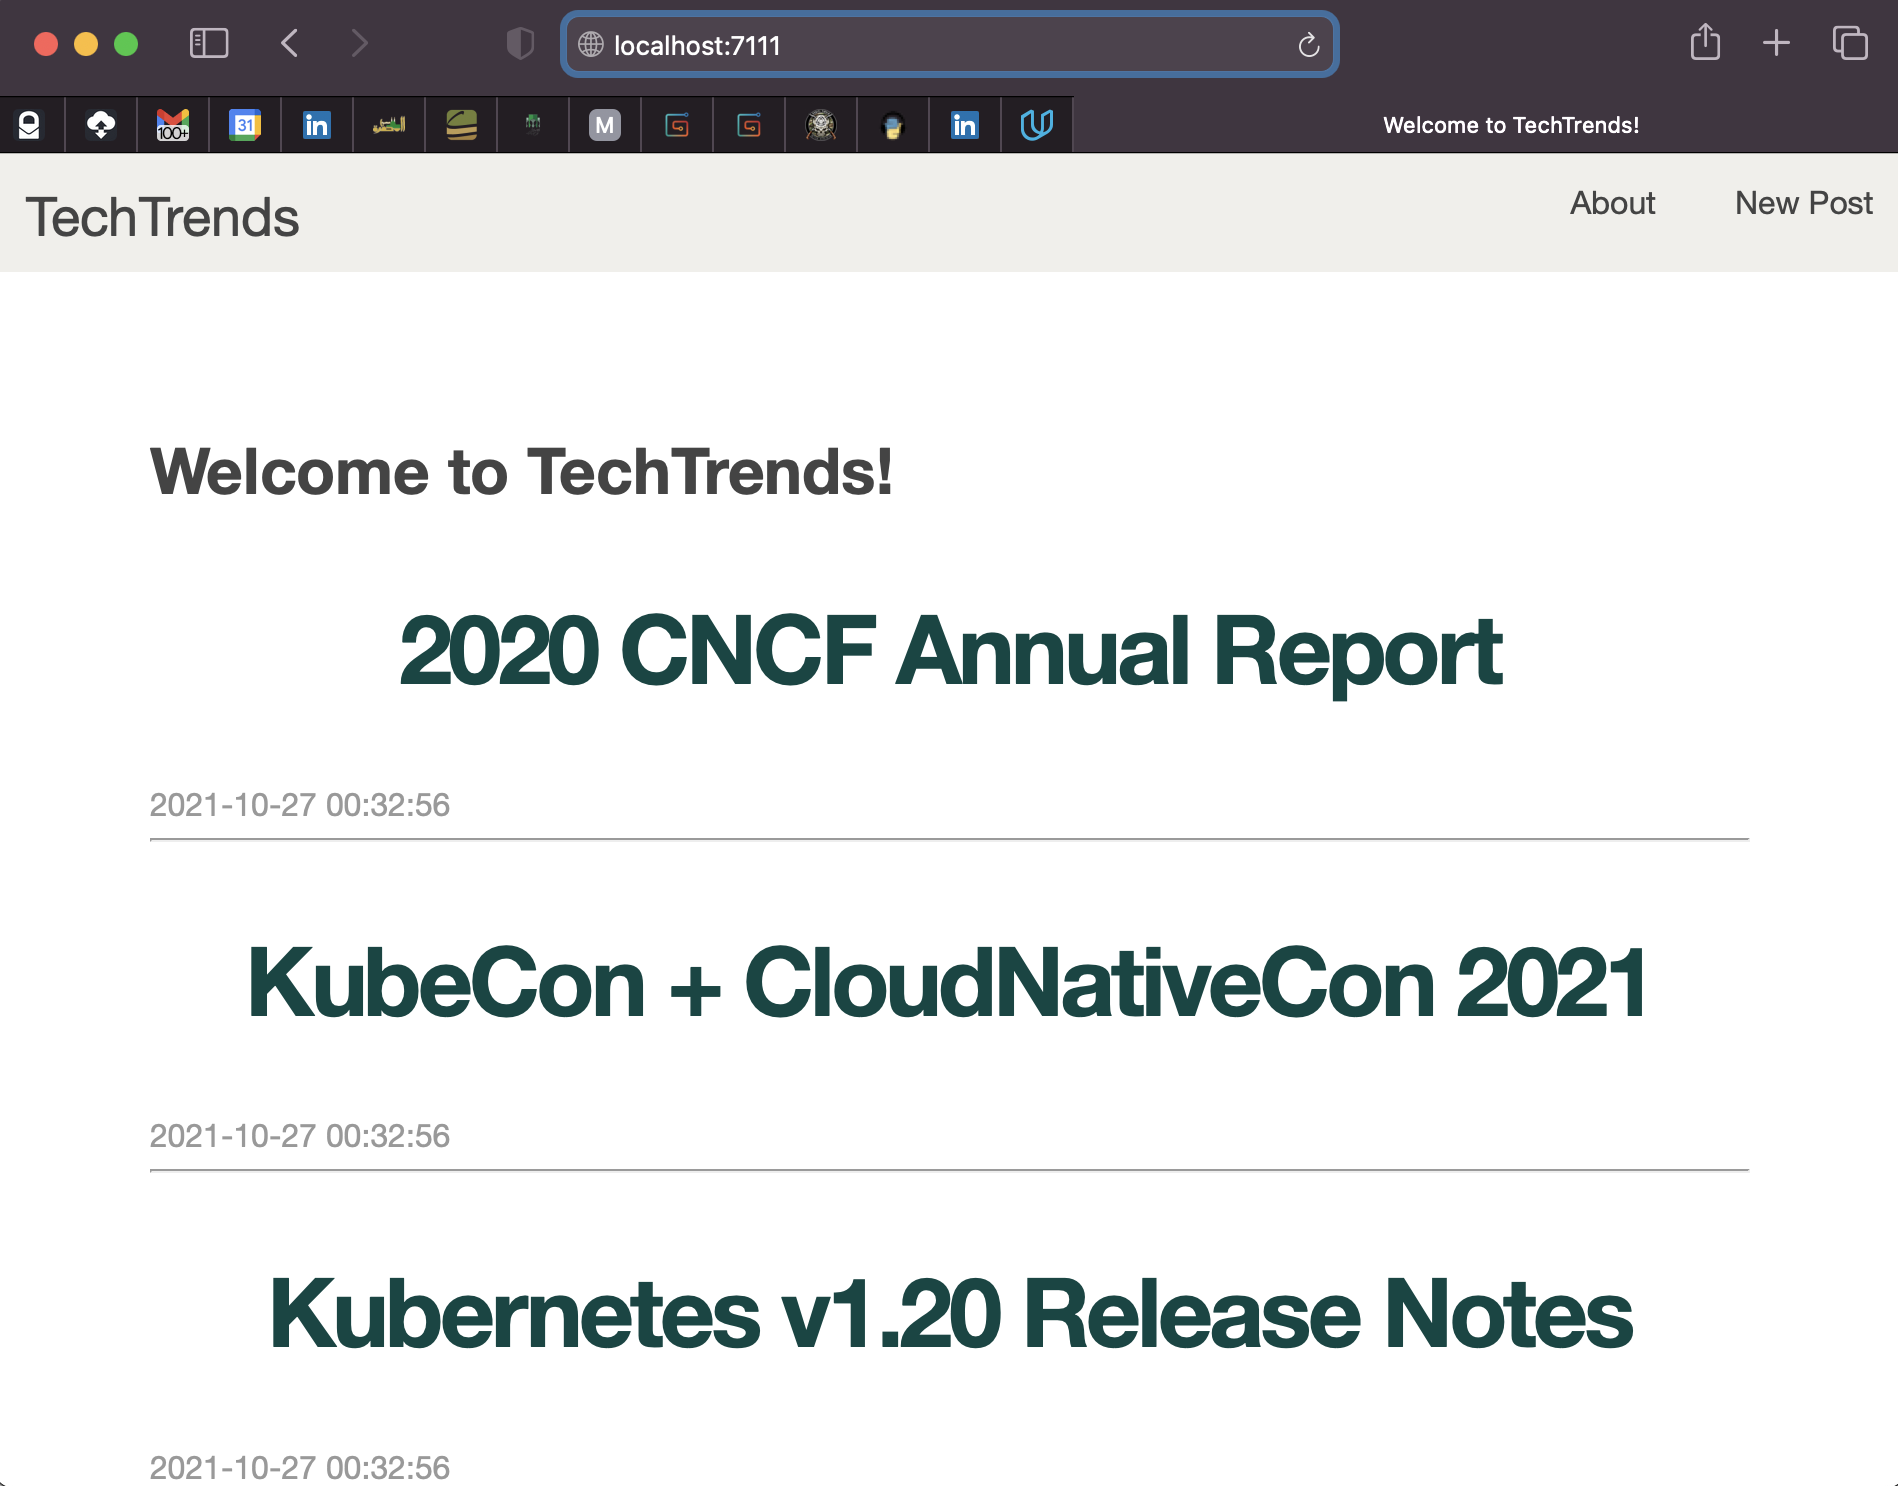 localhost:7111
100+
31
in
M
in
Welcome to TechTrends!
TechTrends
About
New Post
Welcome to TechTrends!
2020 CNCF Annual Report
2021-10-27 00:32:56
KubeCon + CloudNativeCon 2021
2021-10-27 00:32:56
Kubernetes v1.20 Release Notes
2021-10-27 00:32:56